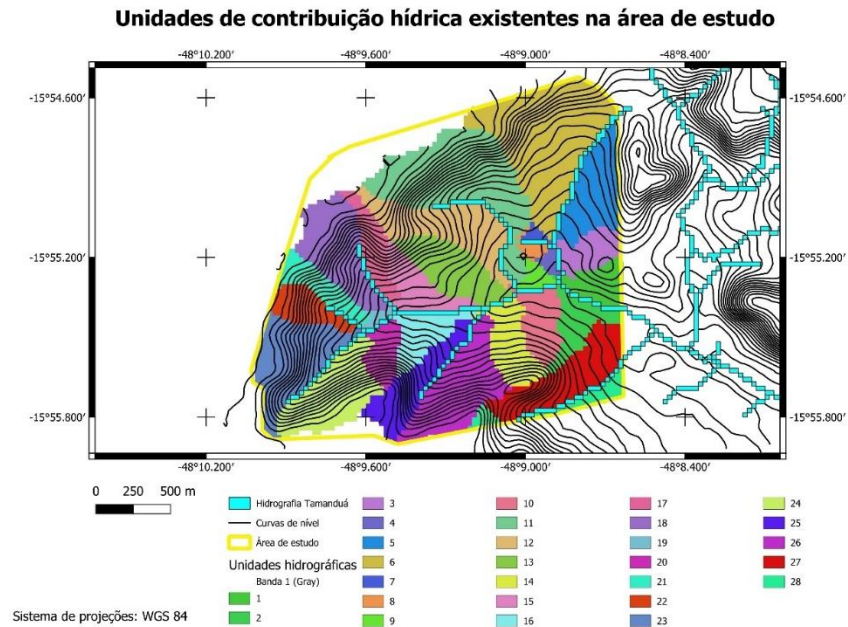 Unidades de contribuição hídrica existentes na área de estudo
-48°10.200' -48°9.600' -48°9.000' -48°8.400'
-15°54.600' -15°54.600'
-15°55.200' -15°55.200'
-15°55.800' -15°55.800'
-48°10.200' -48°9.600' -48°9.000' -48°8.400'
0 250 500 m
Hidrografia Tamanduá 3 10 17 24
Curvas de nível 4 11 18 25
Área de estudo 5 12 19 26
Unidades hidrográficas 6 13 20 27
Banda 1 (Gray) 7 14 21 28
1 8 15 22
2 9 16 23
Sistema de projeções: WGS 84